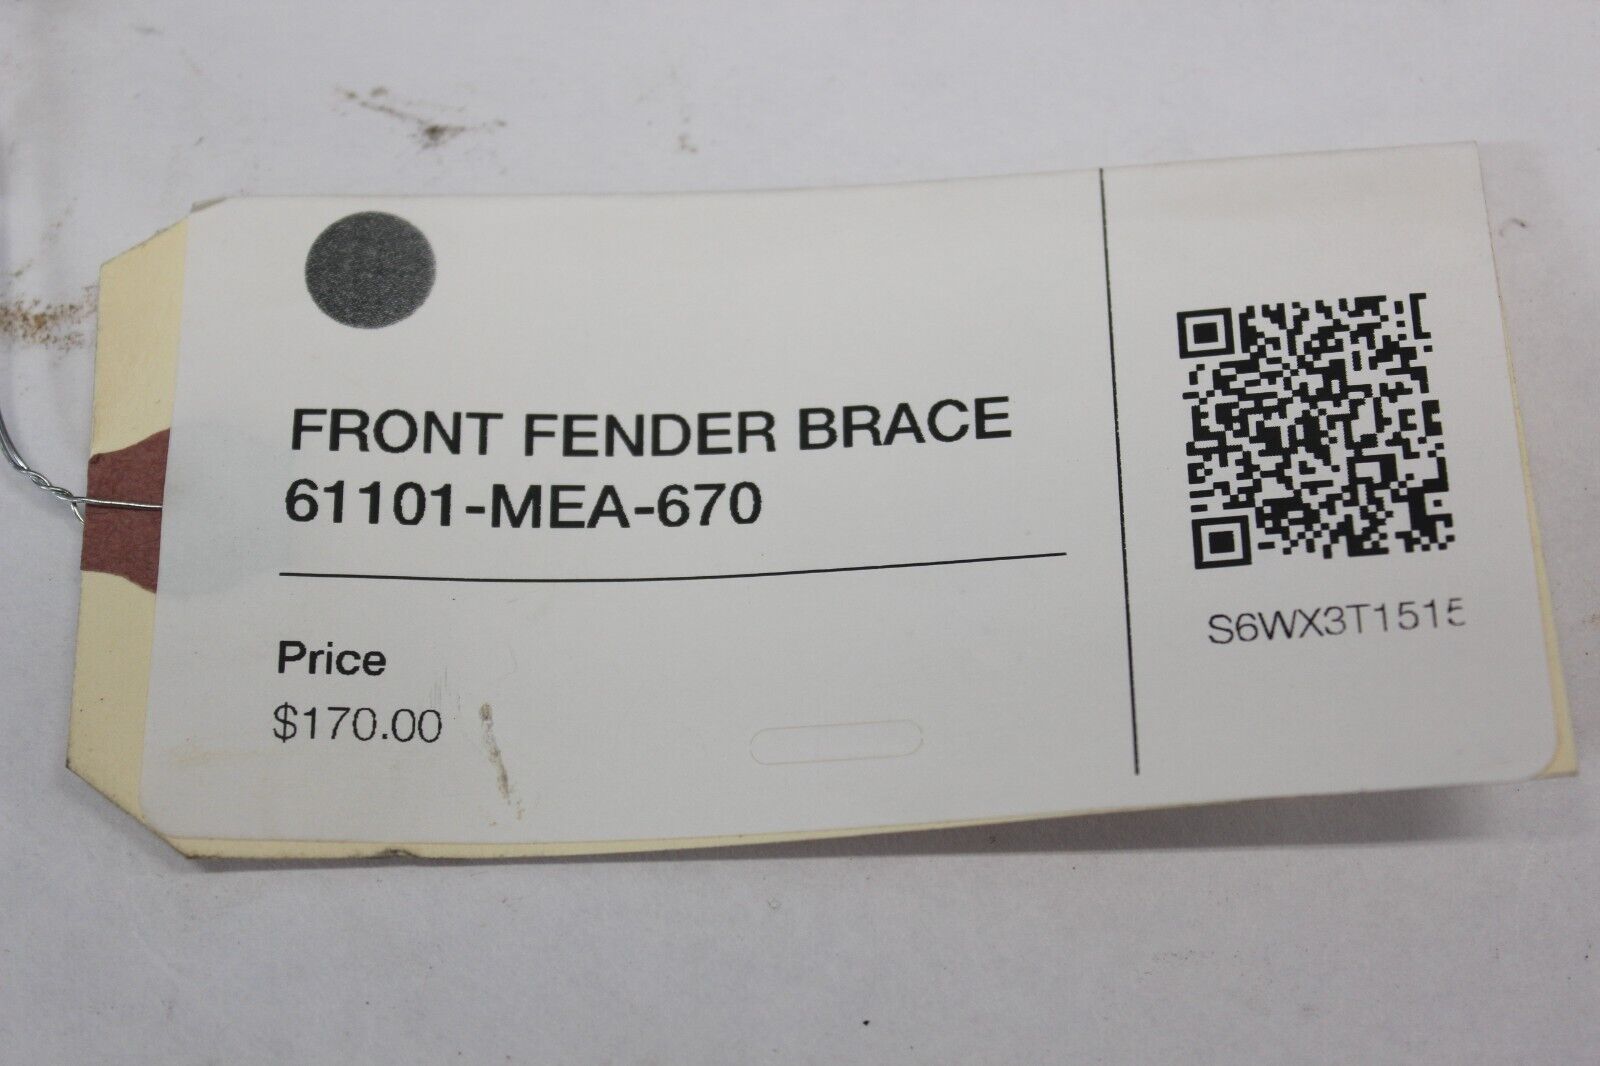 FRONT FENDER BRACE
61101-MEA-670
Price
$170.00
S6WX3T1515